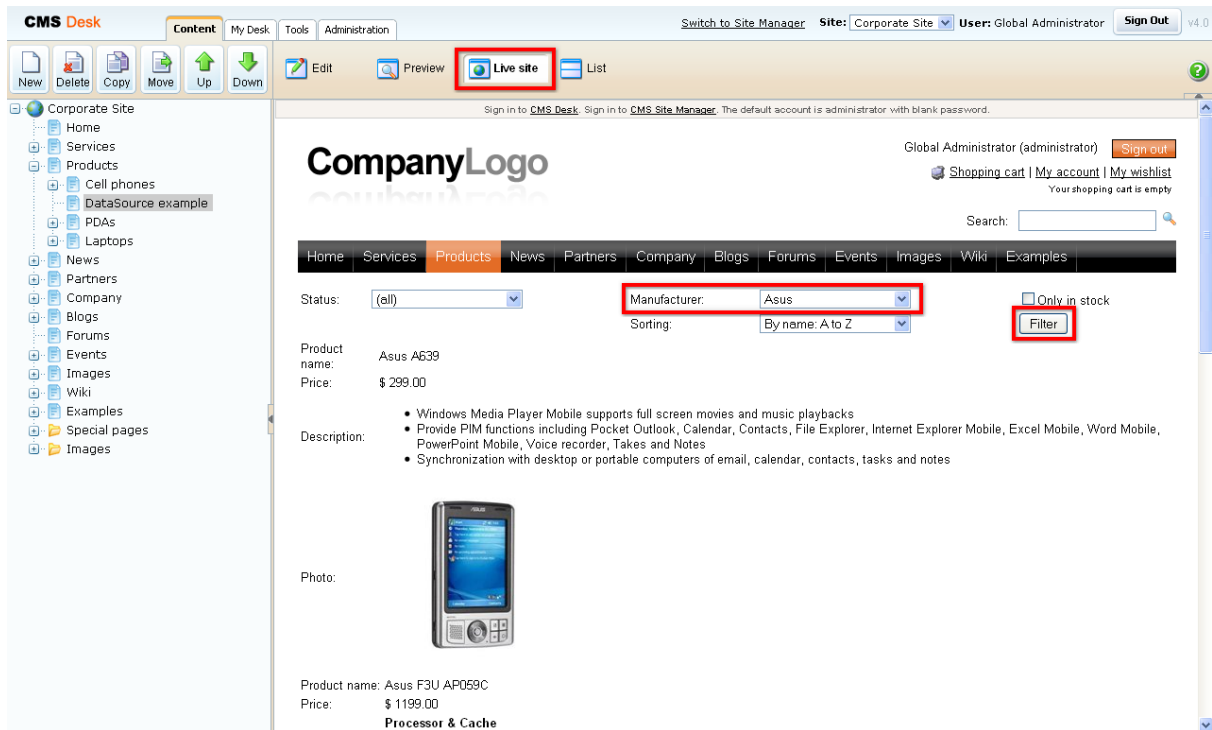 CMS Desk
Content My Desk Tools Administration
Switch to Site Manager Site: Corporate Site User: Global Administrator Sign Out v4.0
New Delete Copy Move Up Down
Edit Preview Live site List
Corporate Site
Home
Services
Products
Cell phones
DataSource example
PDAs
Laptops
News
Partners
Company
Blogs
Forums
Events
Images
Wiki
Examples
Special pages
Images
Sign in to CMS Desk. Sign in to CMS Site Manager. The default account is administrator with blank password.
CompanyLogo
Global Administrator (administrator) Sign out
Shopping cart | My account | My wishlist
Your shopping cart is empty
Search:
Home Services Products News Partners Company Blogs Forums Events Images Wiki Examples
Status: (all) Manufacturer: Asus Only in stock
Sorting: By name: A to Z Filter
Product
name: Asus A639
Price: $ 299.00
• Windows Media Player Mobile supports full screen movies and music playbacks
Description: • Provide PIM functions including Pocket Outlook, Calendar, Contacts, File Explorer, Internet Explorer Mobile, Excel Mobile, Word Mobile,
PowerPoint Mobile, Voice recorder, Takes and Notes
• Synchronization with desktop or portable computers of email, calendar, contacts, tasks and notes
Photo:
Product name: Asus F3U AP059C
Price: $ 1199.00
Processor & Cache